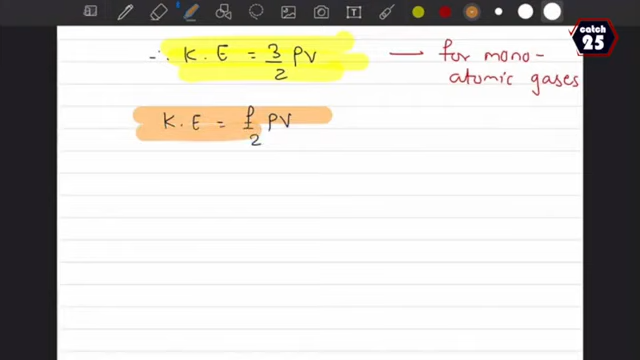 catch
25
∴ K.E = 3/2 PV → for mono-
atomic gases
K.E = f/2 PV